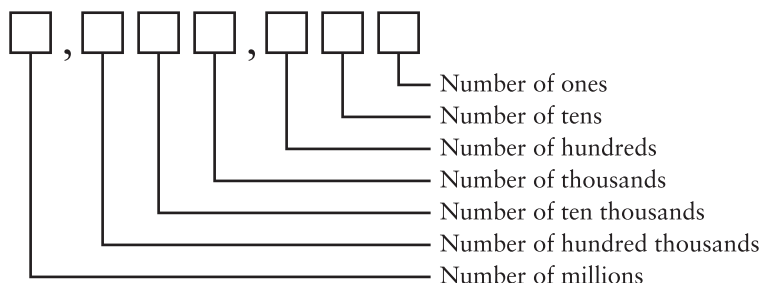 , ,
Number of ones
Number of tens
Number of hundreds
Number of thousands
Number of ten thousands
Number of hundred thousands
Number of millions